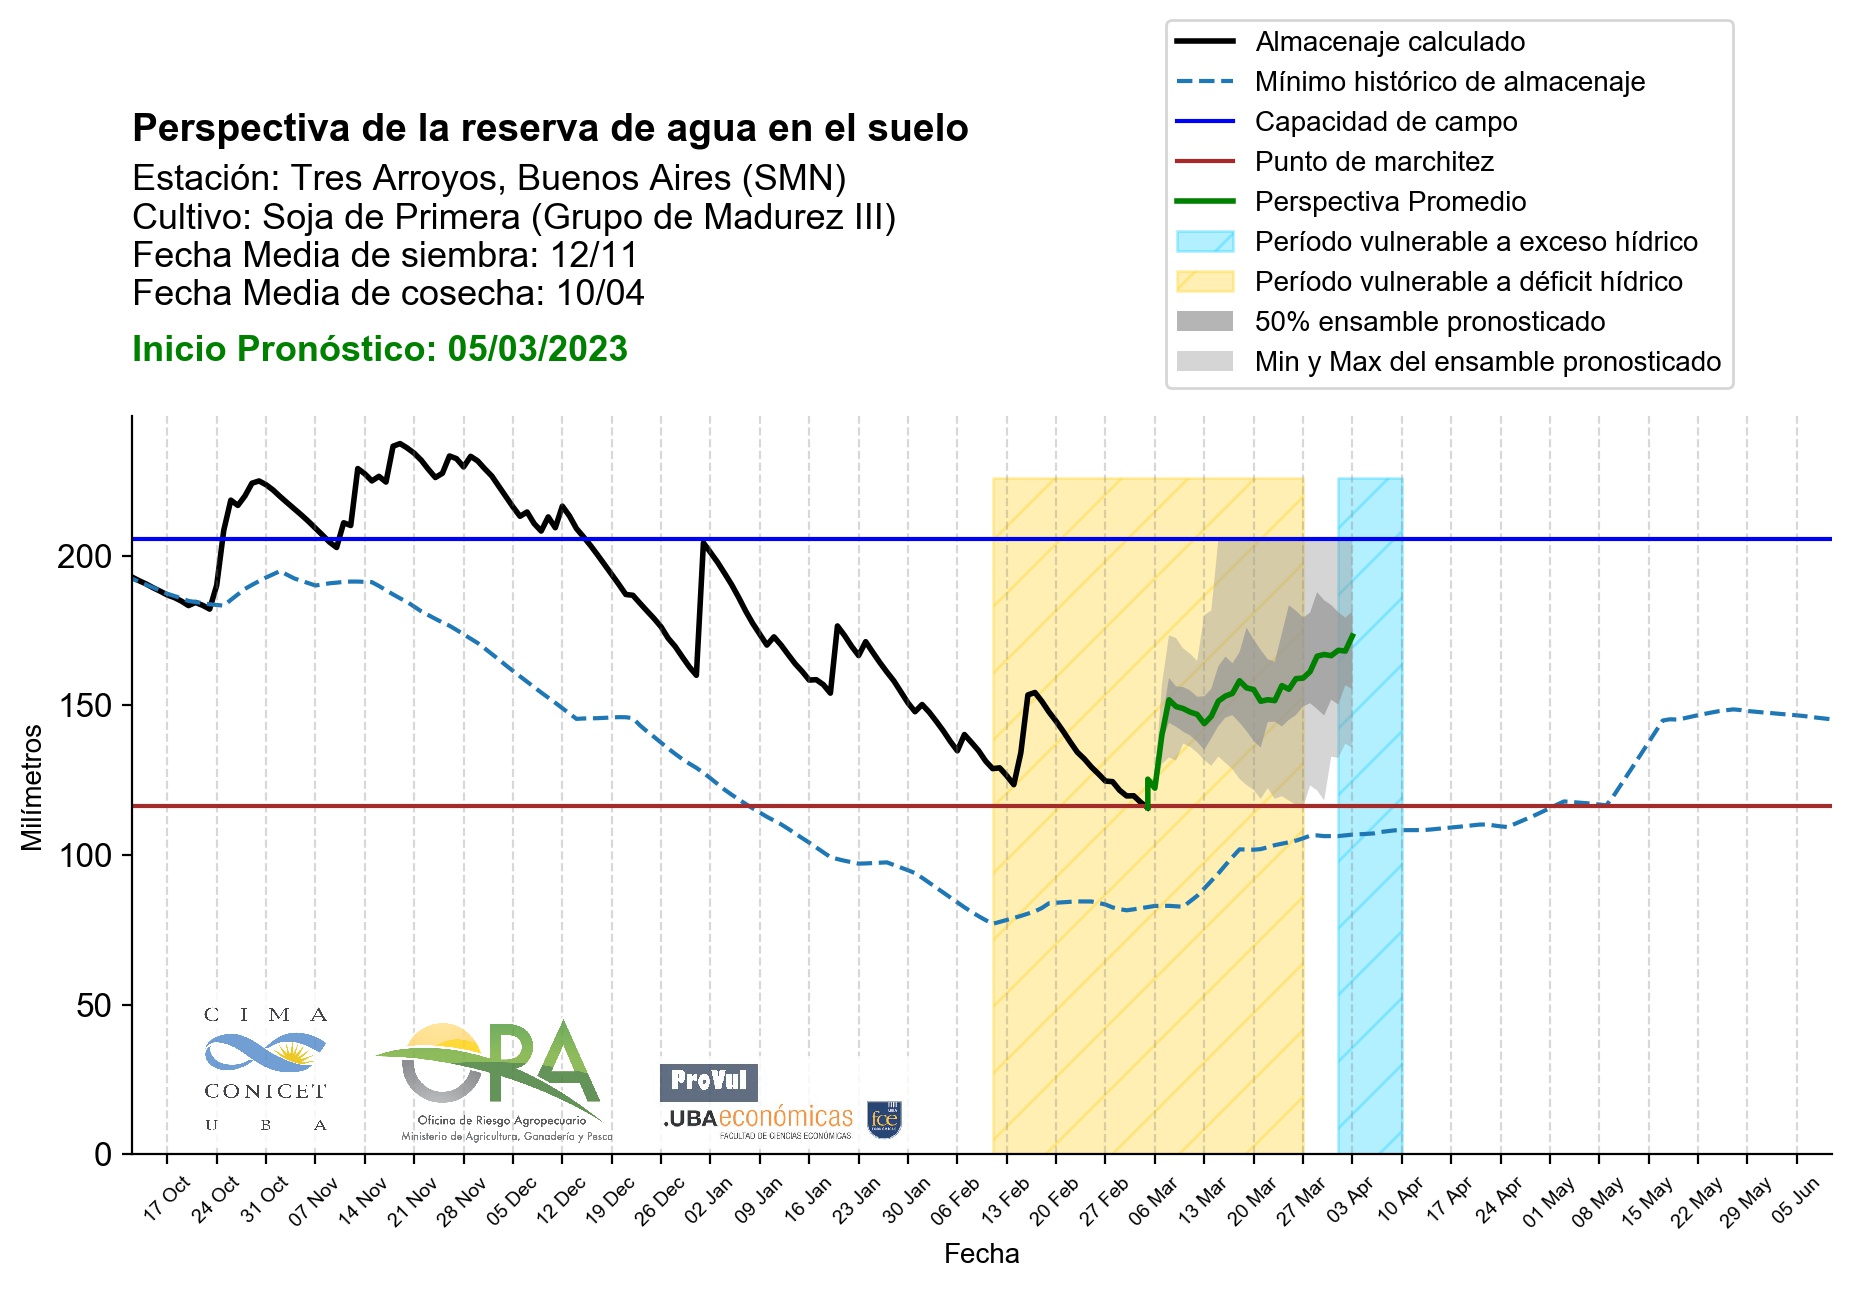 Almacenaje calculado
Mínimo histórico de almacenaje
Capacidad de campo
Punto de marchitez
Perspectiva Promedio
Período vulnerable a exceso hídrico
Período vulnerable a déficit hídrico
50% ensamble pronosticado
Min y Max del ensamble pronosticado
Perspectiva de la reserva de agua en el suelo
Estación: Tres Arroyos, Buenos Aires (SMN)
Cultivo: Soja de Primera (Grupo de Madurez III)
Fecha Media de siembra: 12/11
Fecha Media de cosecha: 10/04
Inicio Pronóstico: 05/03/2023
Milímetros
200
150
100
50
0
C I M A
CONICET
U B A
ORA
Oficina de Riesgo Agropecuario
Ministerio de Agricultura, Ganadería y Pesca
ProVul
.UBAeconómicas
FACULTAD DE CIENCIAS ECONÓMICAS
fce
17 Oct
24 Oct
31 Oct
07 Nov
14 Nov
21 Nov
28 Nov
05 Dec
12 Dec
19 Dec
26 Dec
02 Jan
09 Jan
16 Jan
23 Jan
30 Jan
06 Feb
13 Feb
20 Feb
27 Feb
06 Mar
13 Mar
20 Mar
27 Mar
03 Apr
10 Apr
17 Apr
24 Apr
01 May
08 May
15 May
22 May
29 May
05 Jun
Fecha